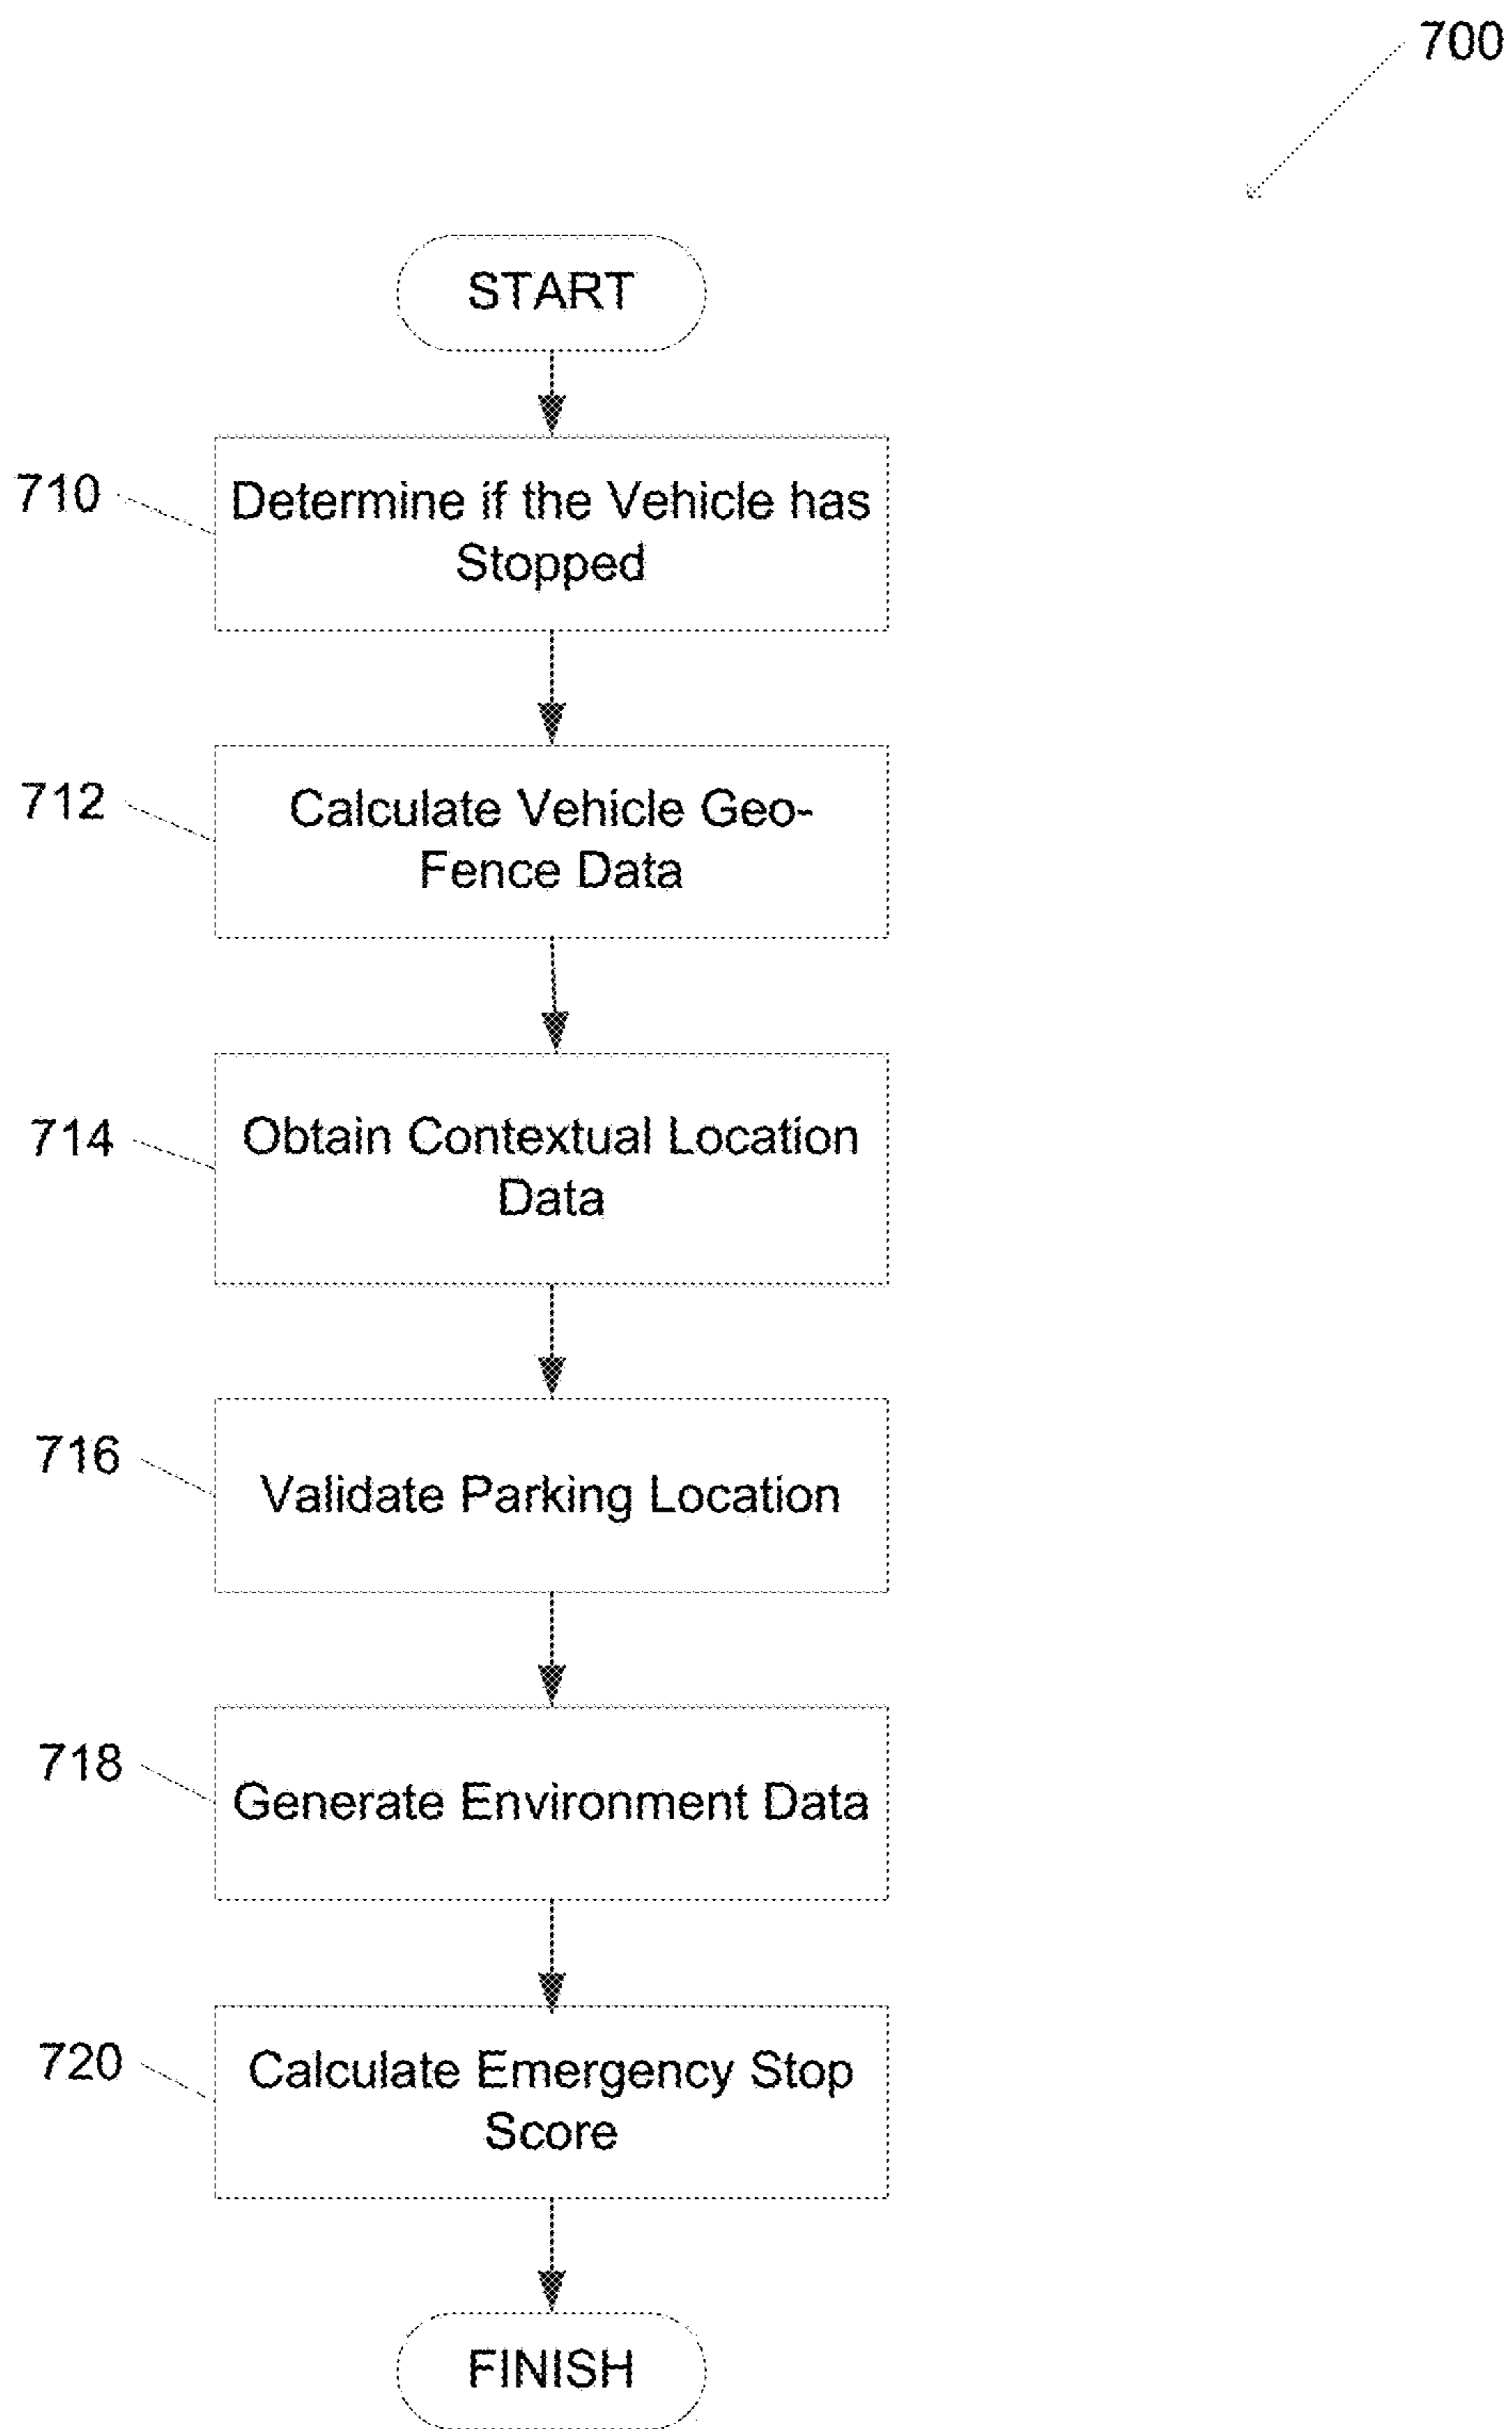 700
START
710
Determine if the Vehicle has
Stopped
712
Calculate Vehicle Geo-
Fence Data
714
Obtain Contextual Location
Data
716
Validate Parking Location
718
Generate Environment Data
720
Calculate Emergency Stop
Score
FINISH